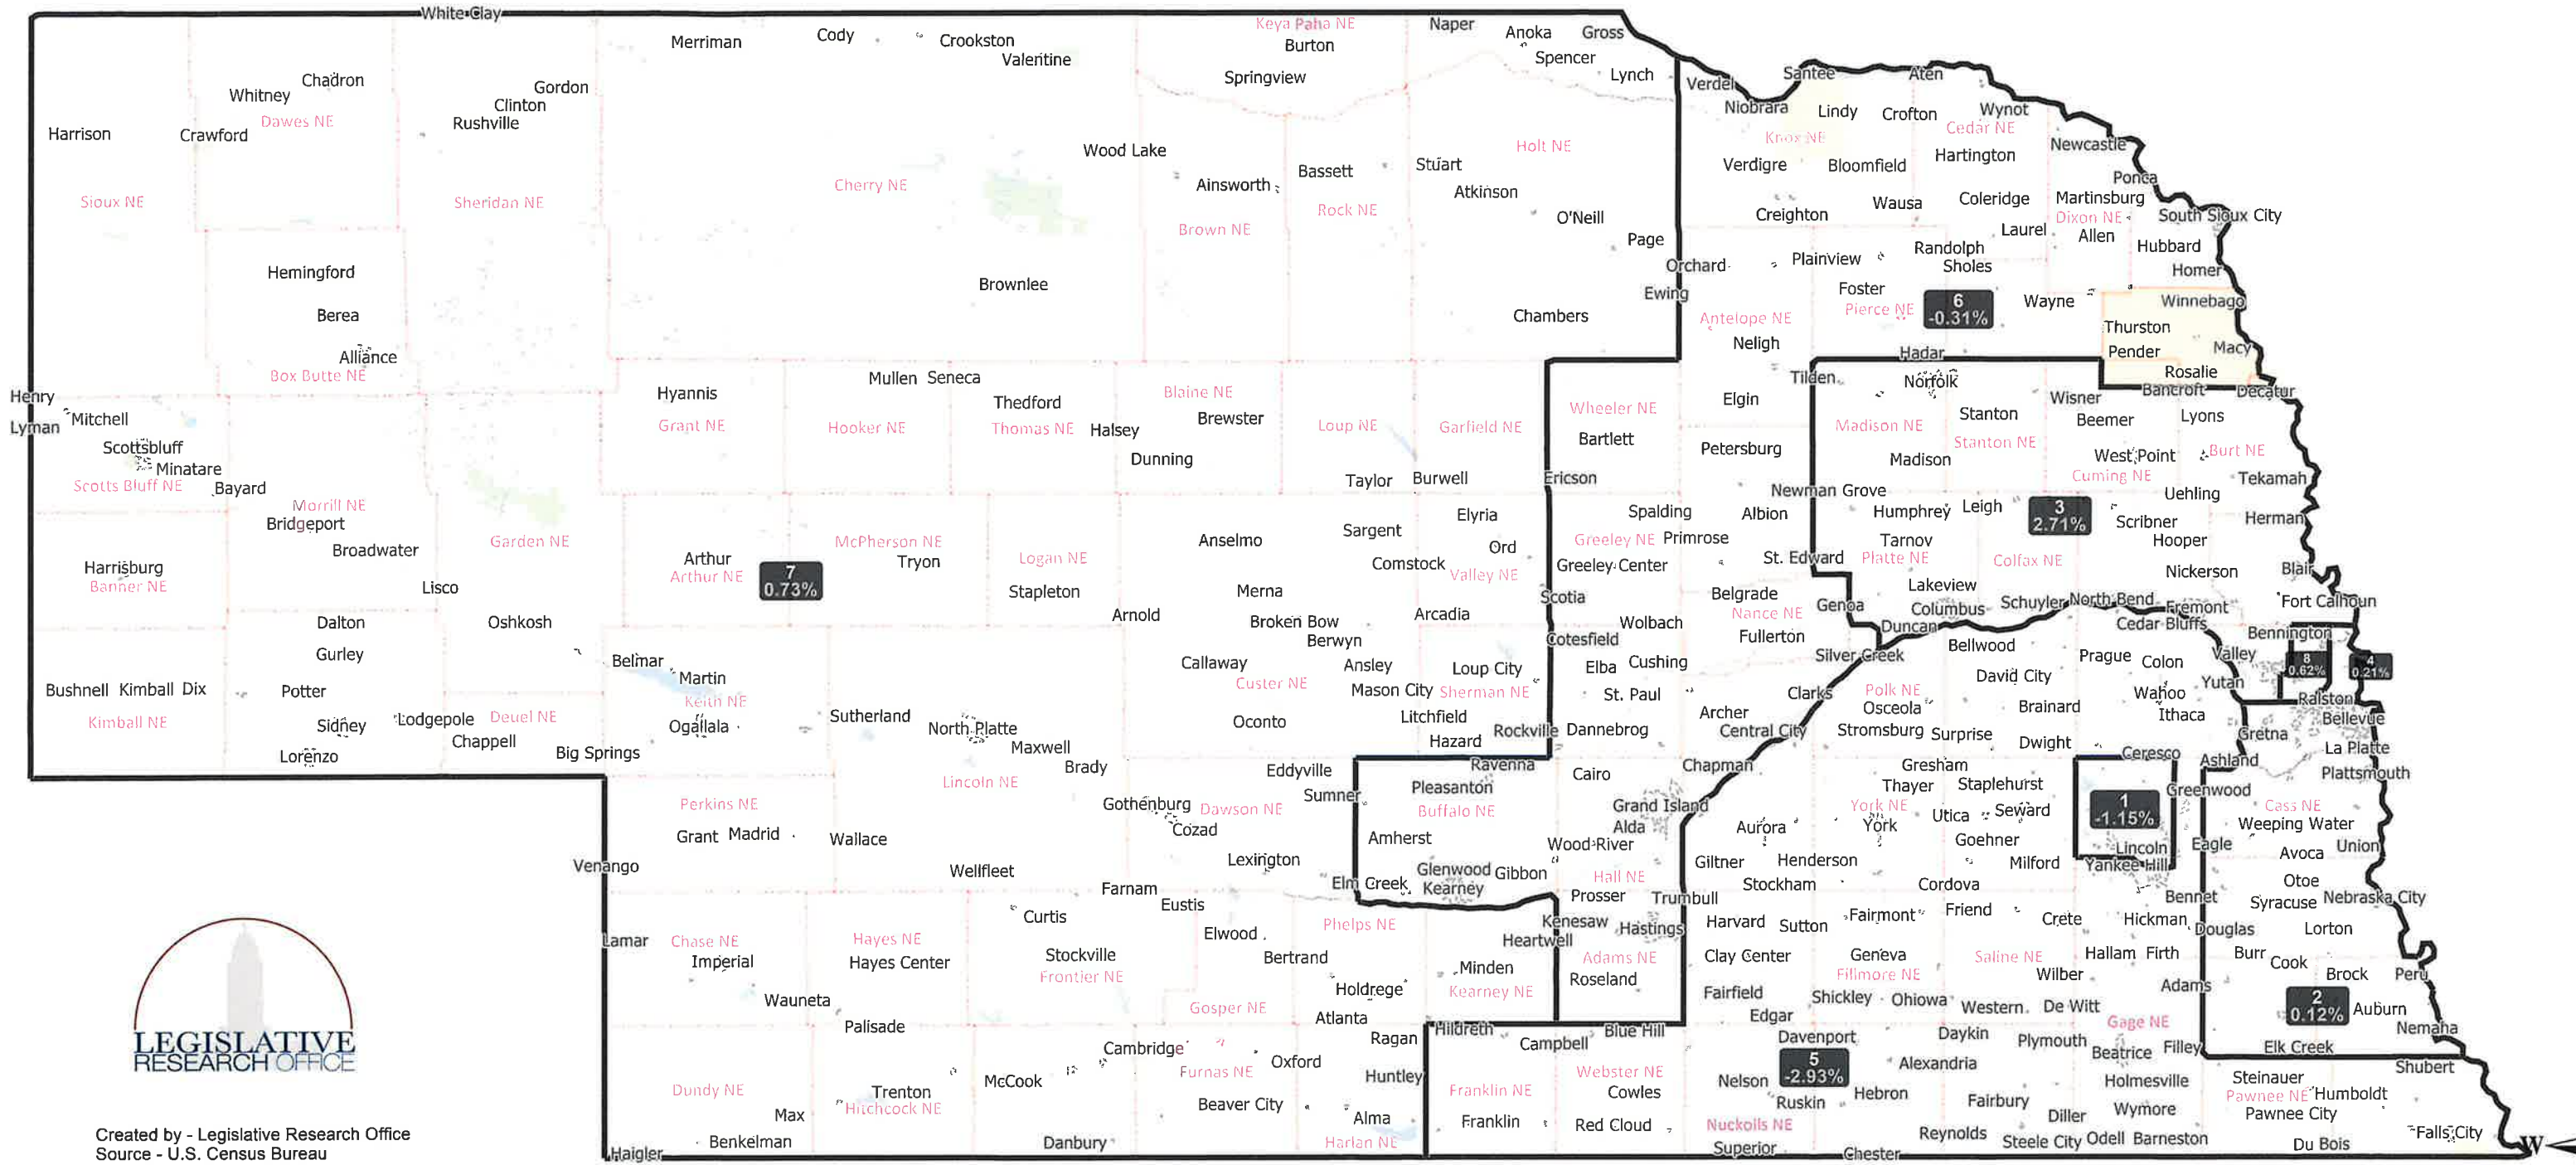 White Clay
Keya Paha NE
Naper
Anoka
Gross
Merriman
Cody
Crookston
Valentine
Burton
Spencer
Springview
Lynch
Chadron
Whitney
Gordon
Clinton
Rushville
Dawes NE
Harrison
Crawford
Verdel
Santee
Aten
Niobrara
Lindy
Crofton
Wynot
Knox NE
Cedar NE
Newcastle
Wood Lake
Holt NE
Stuart
Bassett
Ainsworth
Atkinson
Verdigre
Bloomfield
Hartington
Ponca
Sioux NE
Sheridan NE
Cherry NE
Brown NE
Rock NE
O'Neill
Page
Creighton
Wausa
Coleridge
Martinsburg
Dixon NE
South Sioux City
Laurel
Allen
Hubbard
Hemingford
Berea
Alliance
Box Butte NE
Brownlee
Chambers
Orchard
Ewing
Plainview
Randolph
Sholes
Homer
Foster
Pierce NE
6
-0.31%
Wayne
Winnebago
Antelope NE
Neligh
Thurston
Pender
Macy
Hadar
Rosalie
Henry
Mitchell
Lyman
Scottsbluff
Minatare
Scotts Bluff NE
Bayard
Morrill NE
Bridgeport
Broadwater
Hyannis
Grant NE
Mullen
Seneca
Hooker NE
Thedford
Thomas NE
Halsey
Dunning
Blaine NE
Brewster
Loup NE
Garfield NE
Taylor
Burwell
Ericson
Wheeler NE
Bartlett
Tilden
Norfolk
Bancroft
Decatur
Elgin
Stanton
Wisner
Beemer
Lyons
Madison NE
Stanton NE
Petersburg
Madison
West Point
Burt NE
Cuming NE
Tekamah
Newman Grove
Uehling
Harrisburg
Banner NE
Garden NE
Lisco
Arthur
Arthur NE
7
0.73%
McPherson NE
Tryon
Logan NE
Stapleton
Anselmo
Sargent
Elyria
Ord
Comstock
Valley NE
Spalding
Albion
Greeley NE
Primrose
Greeley Center
St. Edward
Humphrey
Leigh
3
2.71%
Scribner
Herman
Tarnov
Hooper
Platte NE
Colfax NE
Nickerson
Blair
Lakeview
Merna
Arnold
Broken Bow
Berwyn
Arcadia
Scotia
Belgrade
Nance NE
Genoa
Columbus
Schuyler
North Bend
Fremont
Fort Calhoun
Dalton
Gurley
Oshkosh
Cotesfield
Wolbach
Fullerton
Duncan
Cedar Bluffs
Bennington
Silver Creek
Bellwood
Belmar
Martin
Keith NE
Ogallala
Callaway
Custer NE
Ansley
Mason City
Loup City
Sherman NE
Elba
Cushing
St. Paul
Prague
Colon
Valley
8
0.62%
4
0.21%
Bushnell
Kimball
Dix
Kimball NE
Potter
Sidney
Lodgepole
Deuel NE
Chappell
Lorenzo
Big Springs
Sutherland
North Platte
Maxwell
Brady
Oconto
Litchfield
Hazard
Rockville
Dannebrog
Archer
Central City
Clarks
Polk NE
Osceola
David City
Wahoo
Yutan
Ralston
Brainard
Ithaca
Bellevue
Stromsburg
Surprise
Dwight
Gretna
La Platte
Lincoln NE
Ravenna
Eddyville
Sumner
Pleasanton
Buffalo NE
Cairo
Chapman
Grand Island
Alda
Gresham
Thayer
Staplehurst
Ceresco
Ashland
Plattsmouth
Greenwood
Perkins NE
Grant
Madrid
Wallace
Gothenburg
Cozad
Dawson NE
Amherst
Wood River
Aurora
York NE
York
Utica
Seward
Goehner
1
-1.15%
Lincoln
Yankee Hill
Cass NE
Weeping Water
Eagle
Avoca
Union
Venango
Wellfleet
Lexington
Elm Creek
Glenwood
Kearney
Gibbon
Hall NE
Prosser
Giltner
Henderson
Milford
Otoe
Farnam
Stockham
Cordova
Trumbull
Eustis
Bennet
Syracuse
Nebraska City
Curtis
Phelps NE
Kenesaw
Hastings
Harvard
Sutton
Fairmont
Friend
Crete
Hickman
Douglas
Lorton
Lamar
Chase NE
Imperial
Hayes NE
Hayes Center
Stockville
Frontier NE
Elwood
Bertrand
Heartwell
Minden
Adams NE
Roseland
Clay Center
Geneva
Fillmore NE
Saline NE
Hallam
Firth
Burr
Cook
Brock
Peru
Wilber
Wauneta
Gosper NE
Holdrege
Kearney NE
Adams
Fairfield
Shickley
Ohiowa
Western
De Witt
2
0.12%
Auburn
Nemaha
Palisade
Atlanta
Ragan
Hildreth
Blue Hill
Edgar
Gage NE
Davenport
Daykin
Plymouth
Beatrice
Filley
Elk Creek
Cambridge
Oxford
Campbell
Dundy NE
McCook
Furnas NE
Huntley
Franklin NE
Webster NE
Cowles
Nelson
5
-2.93%
Alexandria
Holmesville
Steinauer
Shubert
Trenton
Hitchcock NE
Pawnee NE
Humboldt
Max
Beaver City
Alma
Franklin
Red Cloud
Ruskin
Hebron
Fairbury
Diller
Wymore
Pawnee City
Benkelman
Danbury
Harlan NE
Nuckolls NE
Superior
Reynolds
Steele City
Odell
Barneston
Du Bois
Falls City
Haigler
Chester
W
LEGISLATIVE
RESEARCH OFFICE
Created by - Legislative Research Office
Source - U.S. Census Bureau